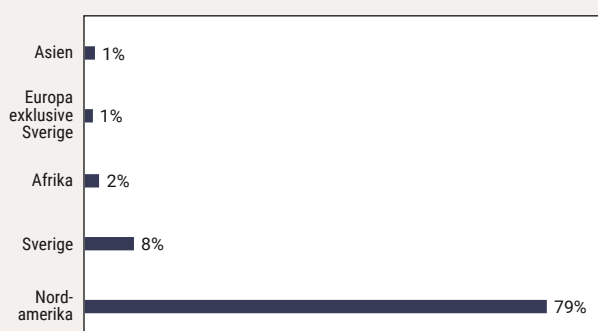 Asien
1%
Europa
exklusive
Sverige
1%
Afrika
2%
Sverige
8%
Nord-
amerika
79%